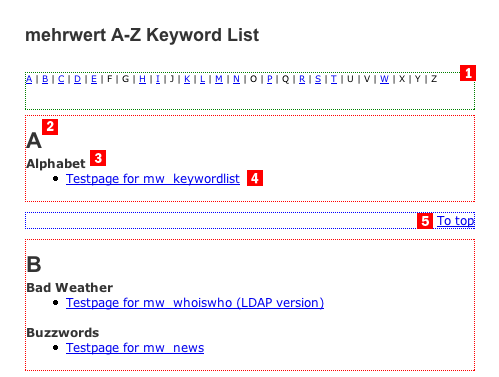 mehrwert A-Z Keyword List
1
A | B | C | D | E | F | G | H | I | J | K | L | M | N | O | P | Q | R | S | T | U | V | W | X | Y | Z
2
A
Alphabet 3
Testpage for mw_keywordlist 4
5 To top
B
Bad Weather
Testpage for mw_whoiswho (LDAP version)
Buzzwords
Testpage for mw_news